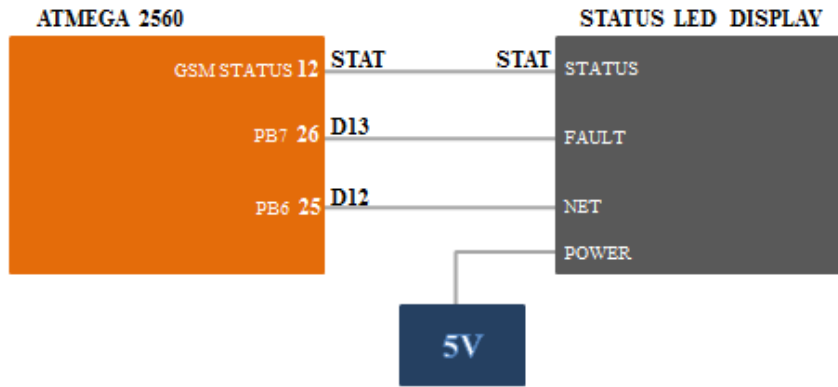 ATMEGA 2560
STATUS LED DISPLAY
GSM STATUS 12 STAT
STAT STATUS
PB7 26 D13
FAULT
PB6 25 D12
NET
POWER
5V